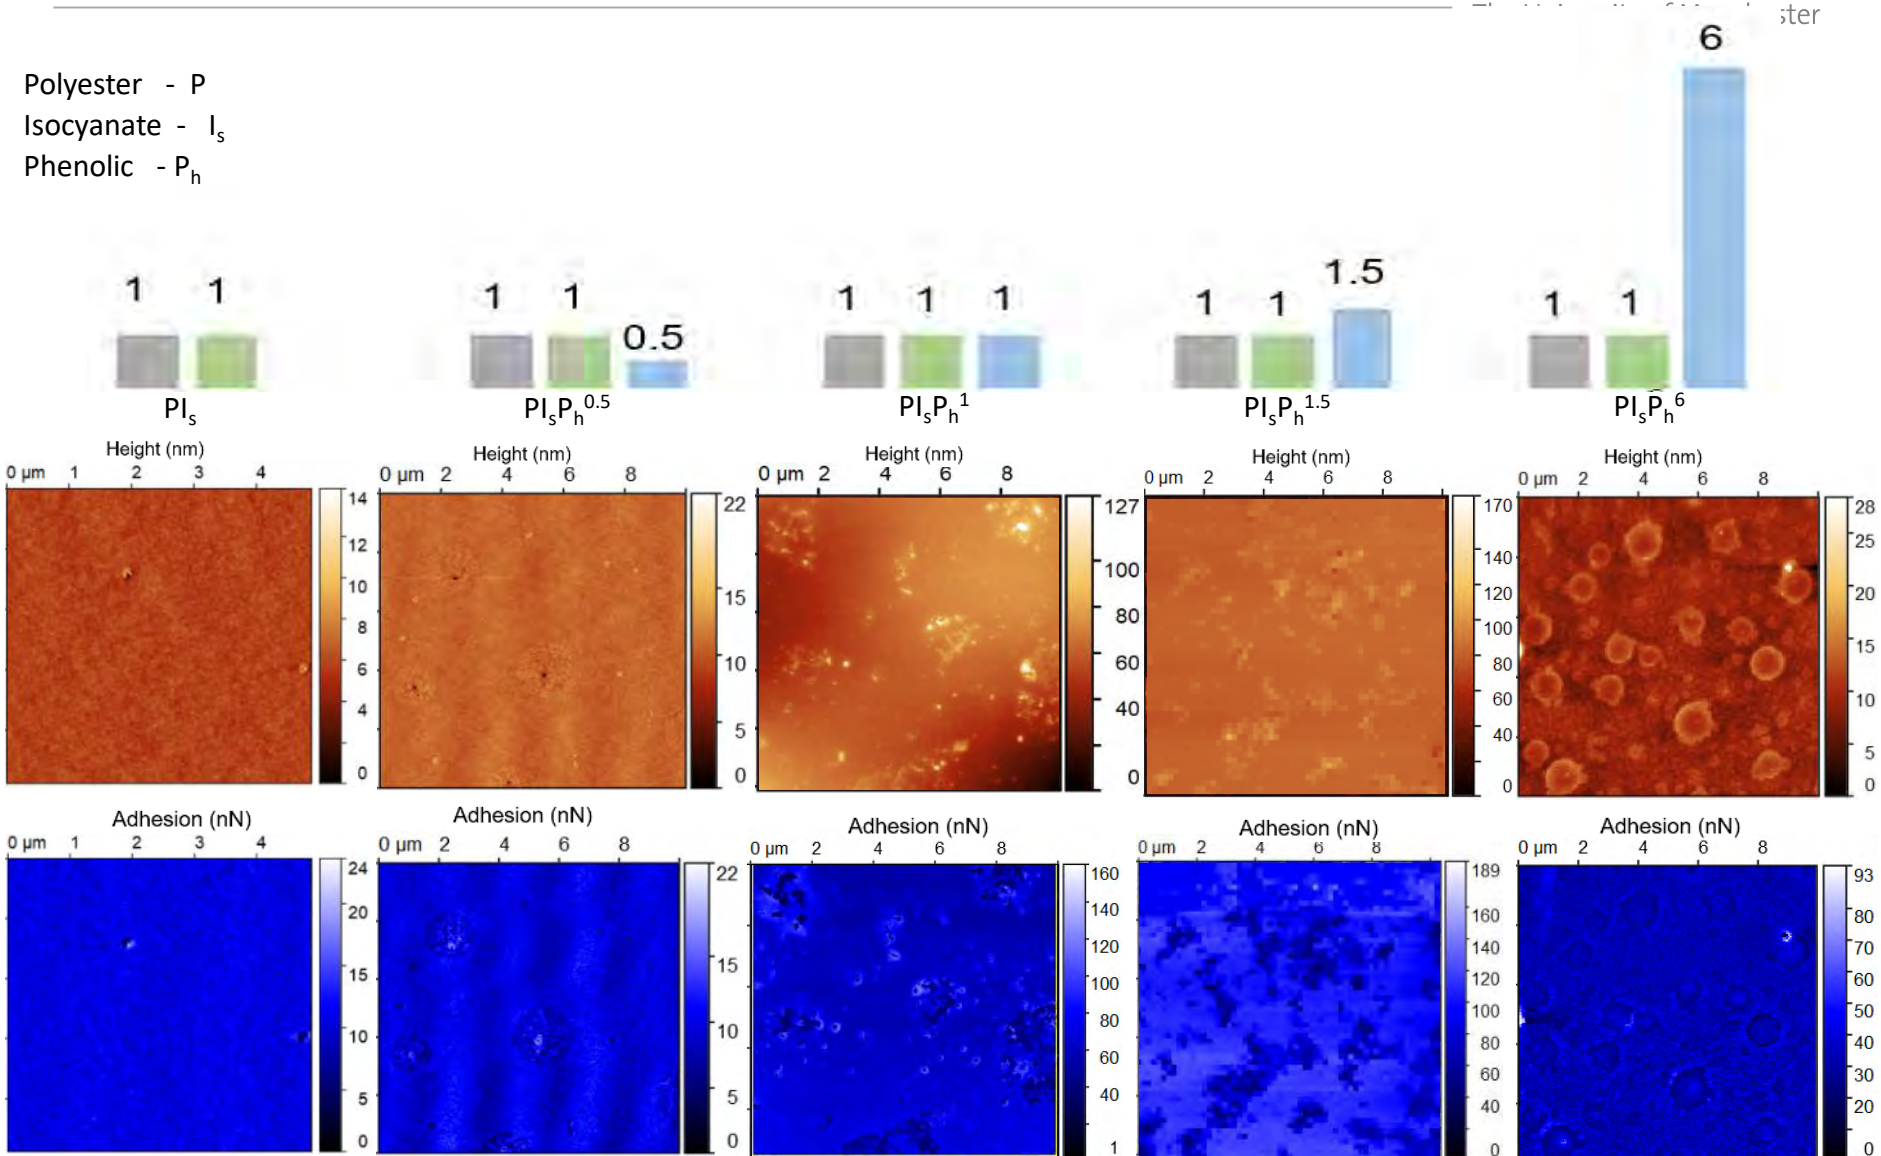 ster
Polyester - P
Isocyanate - Is
Phenolic - Ph
1 1
1 1 0.5
1 1 1
1 1 1.5
1 1 6
PIs
PIsPh0.5
PIsPh1
PIsPh1.5
PIsPh6
Height (nm)
0 µm 1 2 3 4
14
12
10
8
6
4
0
Height (nm)
0 µm 2 4 6 8
22
15
10
5
0
Height (nm)
0 µm 2 4 6 8
127
100
80
60
40
0
Height (nm)
0 µm 2 4 6 8
170
140
120
100
80
60
40
0
Height (nm)
0 µm 2 4 6 8
28
25
20
15
10
5
0
Adhesion (nN)
0 µm 1 2 3 4
24
20
15
10
5
0
Adhesion (nN)
0 µm 2 4 6 8
22
15
10
5
0
Adhesion (nN)
0 µm 2 4 6 8
160
140
120
100
80
60
40
1
Adhesion (nN)
0 µm 2 4 6 8
189
160
140
120
100
80
60
40
0
Adhesion (nN)
0 µm 2 4 6 8
93
80
70
60
50
40
30
20
0